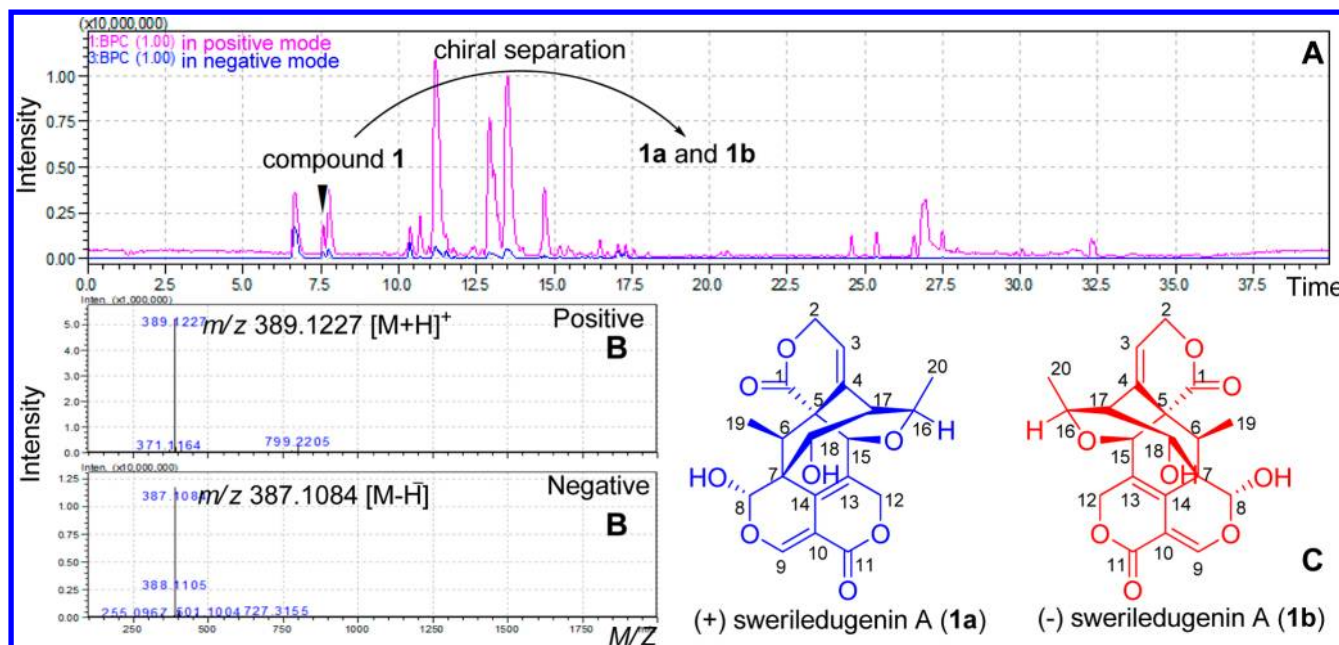 (x10,000,000)
1:BPC (1.00) in positive mode
3:BPC (1.00) in negative mode
chiral separation
A
compound 1
1a and 1b
Intensity
1.00
0.75
0.50
0.25
0.00
0.0 2.5 5.0 7.5 10.0 12.5 15.0 17.5 20.0 22.5 25.0 27.5 30.0 32.5 35.0 37.5 Time
Inten. (x1,000,000)
5.0
4.0
3.0
2.0
1.0
0.0
389.1227
m/z 389.1227 [M+H]+
Positive
B
371.1164
799.2205
Intensity
Inten. (x10,000,000)
1.25
1.00
0.75
0.50
0.25
0.00
387.1084
m/z 387.1084 [M-H]-
Negative
B
388.1105
255.0967 501.1004 727.3155
250 500 750 1000 1250 1500 1750 M/Z
2
O
3
20
O
1
4
5
17
19
6
16
H
O
18
15
HO
7
OH
8
14
13
12
O
O
9
10
11
O
(+) sweriledugenin A (1a)
2
3
O
20
4
1
O
17
5
19
H
16
6
O
15
18
OH
7
OH
12
13
14
8
O
O
11
10
9
O
C
(-) sweriledugenin A (1b)